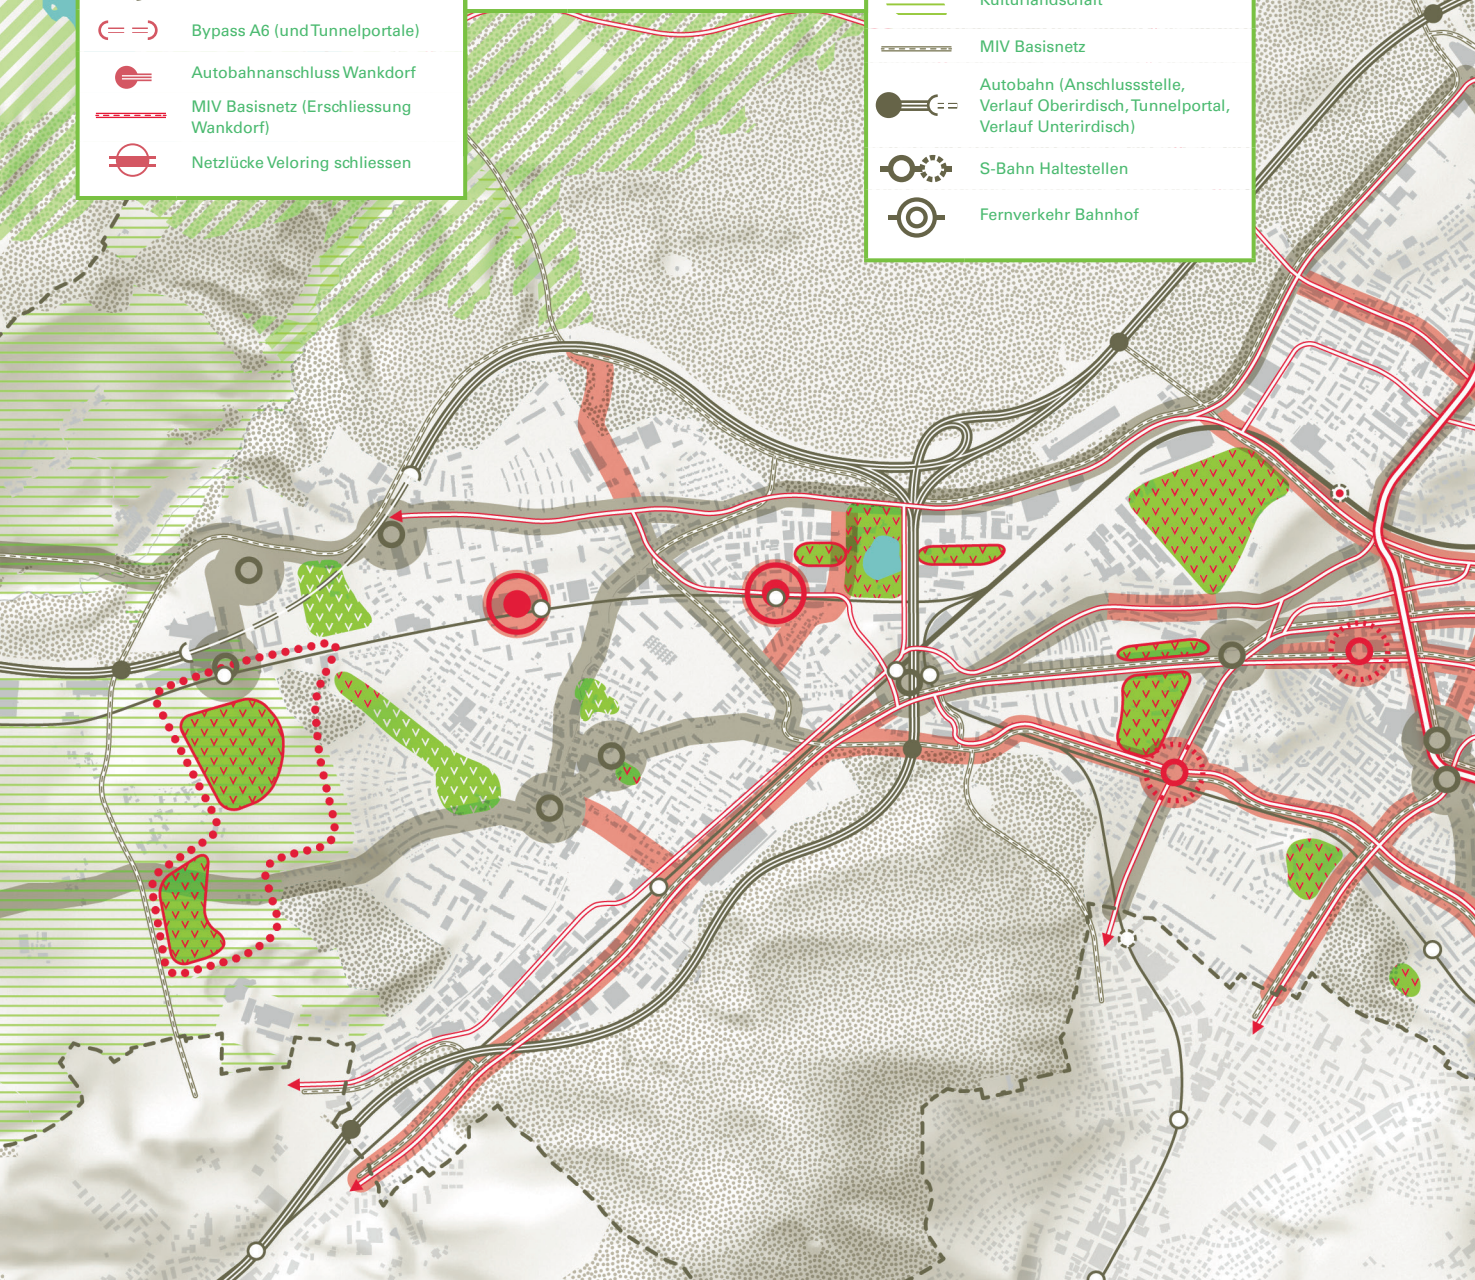 Bypass A6 (und Tunnelportale)
Autobahnanschluss Wankdorf
MIV Basisnetz (Erschliessung
Wankdorf)
Netzlücke Veloring schliessen
Kulturlandschaft
MIV Basisnetz
Autobahn (Anschlussstelle,
Verlauf Oberirdisch, Tunnelportal,
Verlauf Unterirdisch)
S-Bahn Haltestellen
Fernverkehr Bahnhof